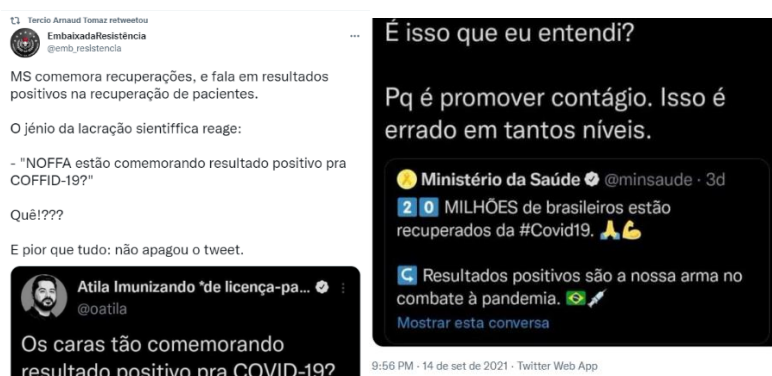 Tercio Arnaud Tomaz retweetou
EmbaixadaResistência
@emb_resistencia
MS comemora recuperações, e fala em resultados
positivos na recuperação de pacientes.
O jénio da lacração sientiffica reage:
- "NOFFA estão comemorando resultado positivo pra
COFFID-19?"
Quê!???
E pior que tudo: não apagou o tweet.
Atila Imunizando *de licença-pa...
@oatila
Os caras tão comemorando
resultado positivo pra COVID-19?
É isso que eu entendi?
Pq é promover contágio. Isso é
errado em tantos níveis.
Ministério da Saúde @minsaude · 3d
2 0 MILHÕES de brasileiros estão
recuperados da #Covid19. 🙏💪
↪ Resultados positivos são a nossa arma no
combate à pandemia. 🇧🇷💉
Mostrar esta conversa
9:56 PM · 14 de set de 2021 · Twitter Web App